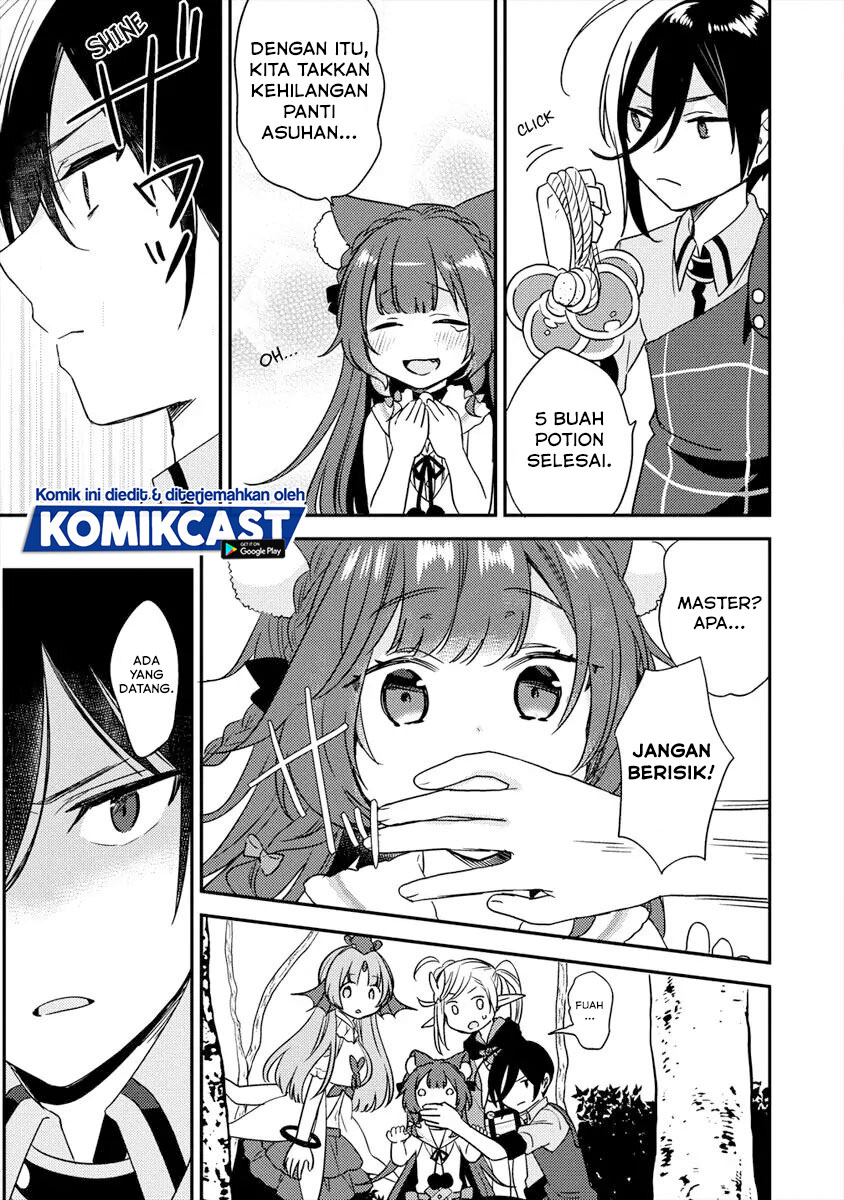 CLICK
5 BUAH
POTION
SELESAI.
DENGAN ITU,
KITA TAKKAN
KEHILANGAN
PANTI
ASUHAN...
OH...
SHINE
Komik ini diedit & diterjemahkan oleh
KOMIKCAST
GET IT ON
Google Play
MASTER?
APA...
JANGAN
BERISIK!
ADA
YANG
DATANG.
FUAH
...